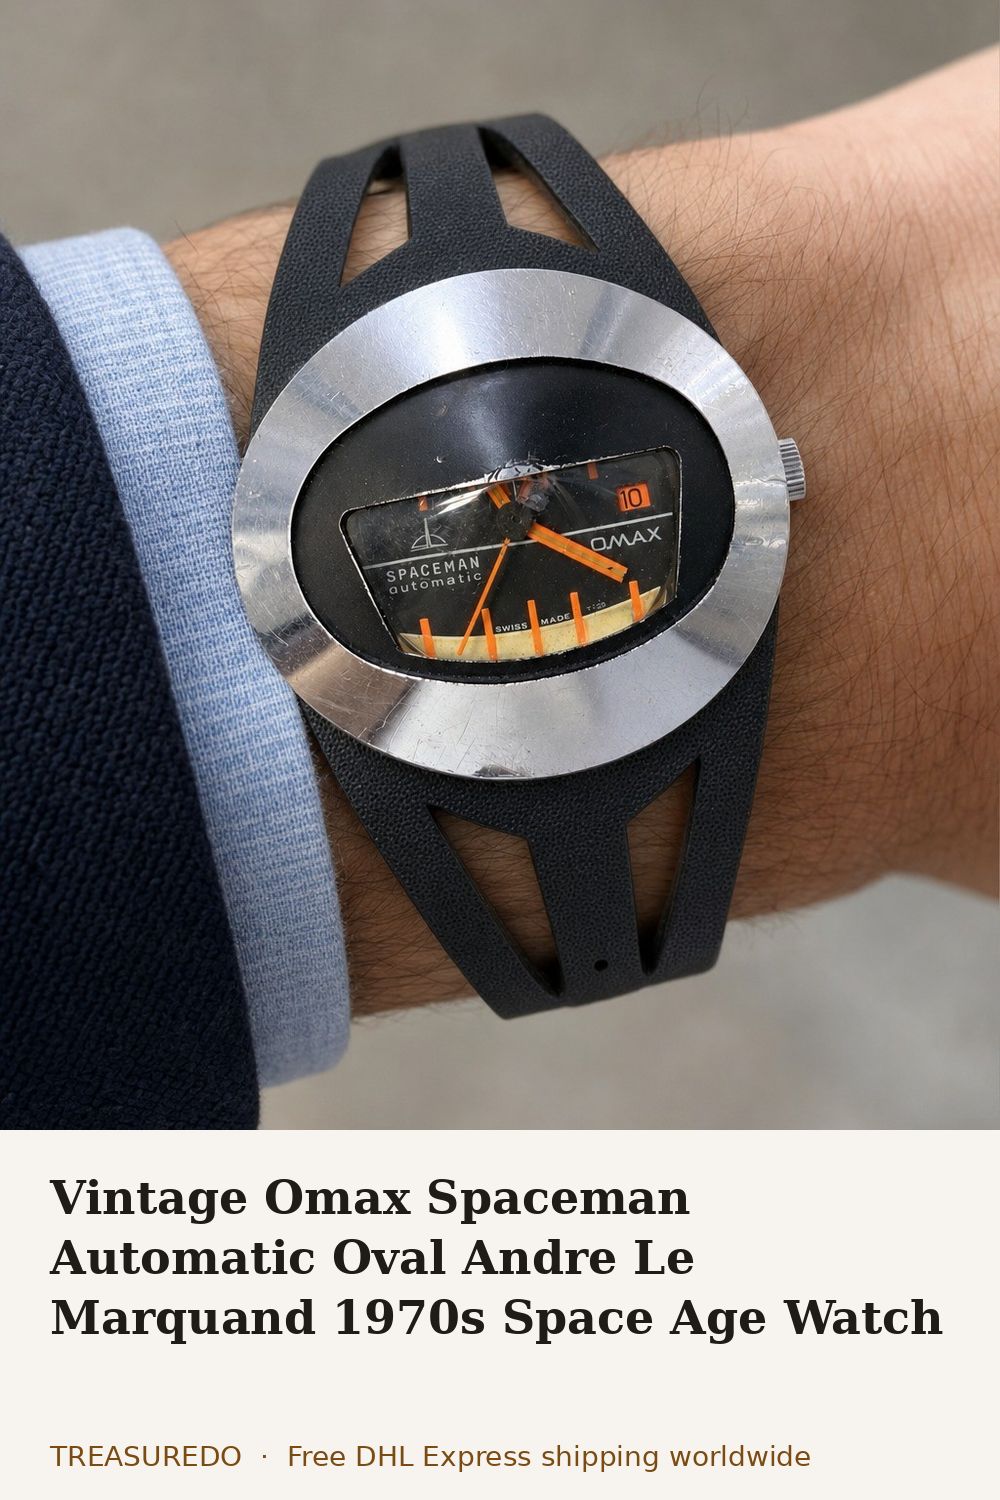 10
OMAX
SPACEMAN
automatic
SWISS MADE
Vintage Omax Spaceman
Automatic Oval Andre Le
Marquand 1970s Space Age Watch
TREASUREDO · Free DHL Express shipping worldwide